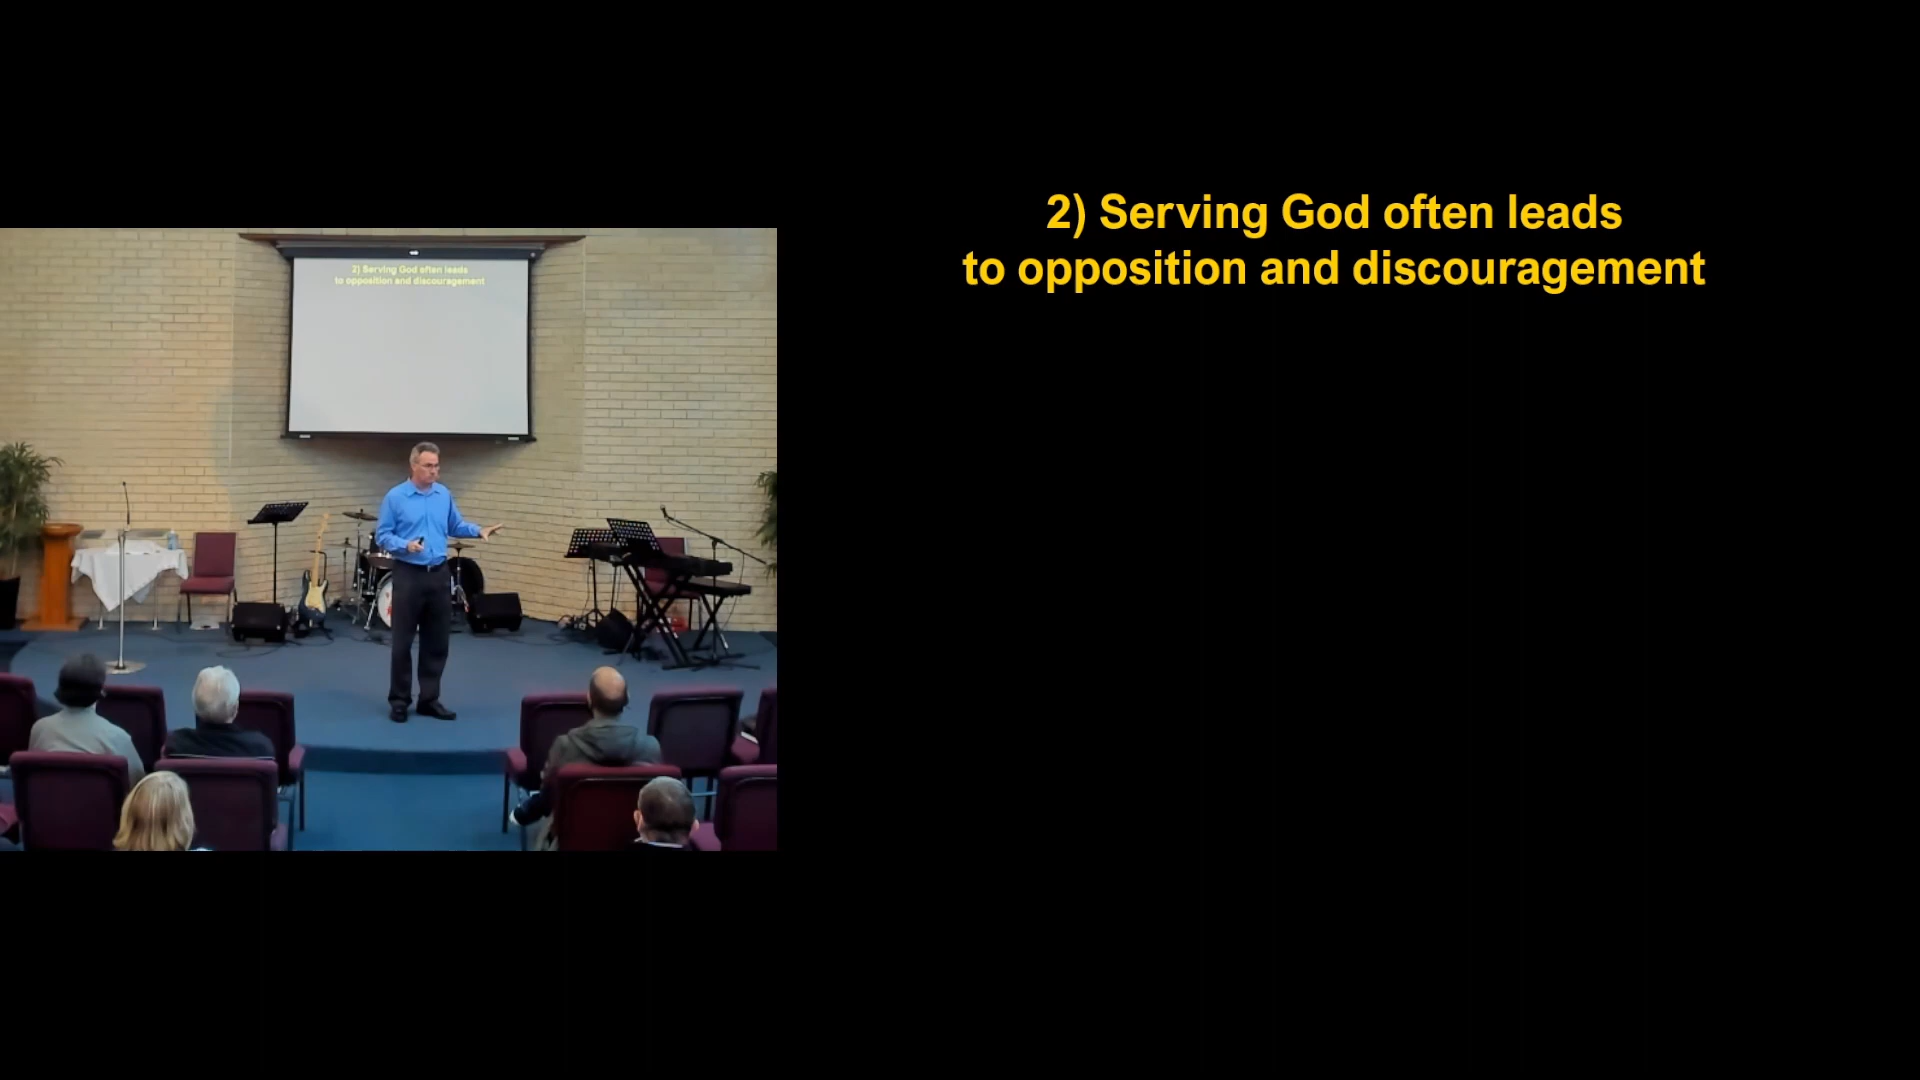 2) Serving God often leads
to opposition and discouragement
2) Serving God often leads
to opposition and discouragement